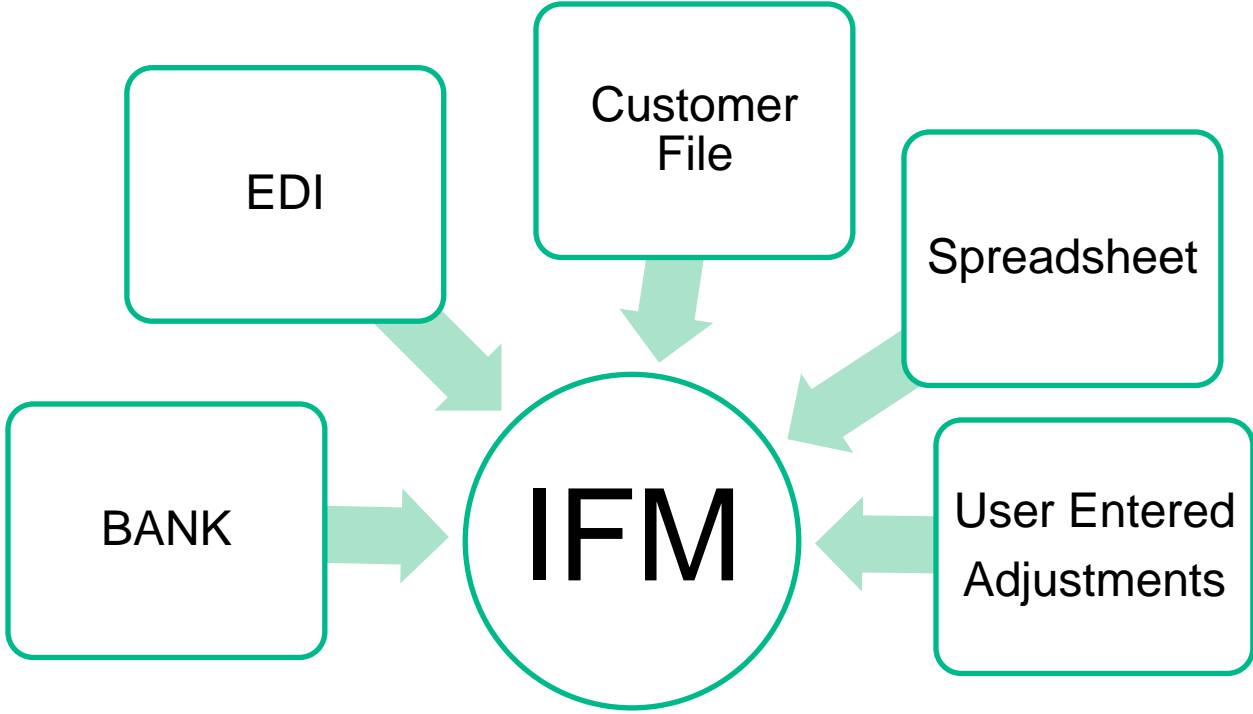 Customer
File
EDI
Spreadsheet
BANK
IFM
User Entered
Adjustments